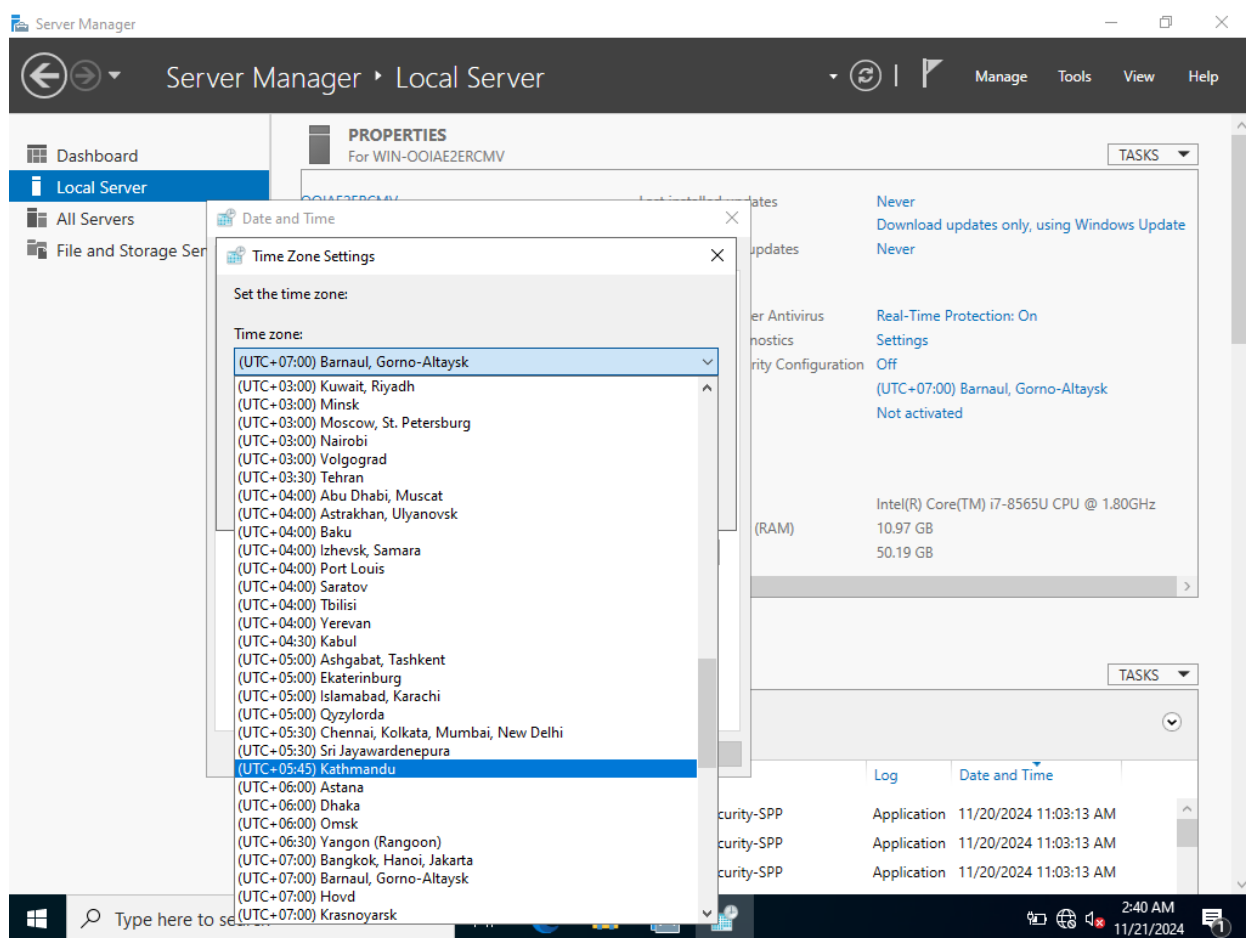 Server Manager
Server Manager ‣ Local Server
Manage Tools View Help
Dashboard
Local Server
All Servers
File and Storage Ser
PROPERTIES
For WIN-OOIAE2ERCMV
TASKS
Never
Download updates only, using Windows Update
updates Never
er Antivirus Real-Time Protection: On
nostics Settings
rity Configuration Off
(UTC+07:00) Barnaul, Gorno-Altaysk
Not activated
Intel(R) Core(TM) i7-8565U CPU @ 1.80GHz
(RAM) 10.97 GB
50.19 GB
Date and Time
Time Zone Settings
Set the time zone:
Time zone:
(UTC+07:00) Barnaul, Gorno-Altaysk
(UTC+03:00) Kuwait, Riyadh
(UTC+03:00) Minsk
(UTC+03:00) Moscow, St. Petersburg
(UTC+03:00) Nairobi
(UTC+03:00) Volgograd
(UTC+03:30) Tehran
(UTC+04:00) Abu Dhabi, Muscat
(UTC+04:00) Astrakhan, Ulyanovsk
(UTC+04:00) Baku
(UTC+04:00) Izhevsk, Samara
(UTC+04:00) Port Louis
(UTC+04:00) Saratov
(UTC+04:00) Tbilisi
(UTC+04:00) Yerevan
(UTC+04:30) Kabul
(UTC+05:00) Ashgabat, Tashkent
(UTC+05:00) Ekaterinburg
(UTC+05:00) Islamabad, Karachi
(UTC+05:00) Qyzylorda
(UTC+05:30) Chennai, Kolkata, Mumbai, New Delhi
(UTC+05:30) Sri Jayawardenepura
(UTC+05:45) Kathmandu
(UTC+06:00) Astana
(UTC+06:00) Dhaka
(UTC+06:00) Omsk
(UTC+06:30) Yangon (Rangoon)
(UTC+07:00) Bangkok, Hanoi, Jakarta
(UTC+07:00) Barnaul, Gorno-Altaysk
(UTC+07:00) Hovd
(UTC+07:00) Krasnoyarsk
TASKS
Log Date and Time
curity-SPP Application 11/20/2024 11:03:13 AM
curity-SPP Application 11/20/2024 11:03:13 AM
curity-SPP Application 11/20/2024 11:03:13 AM
Type here to
2:40 AM
11/21/2024
1